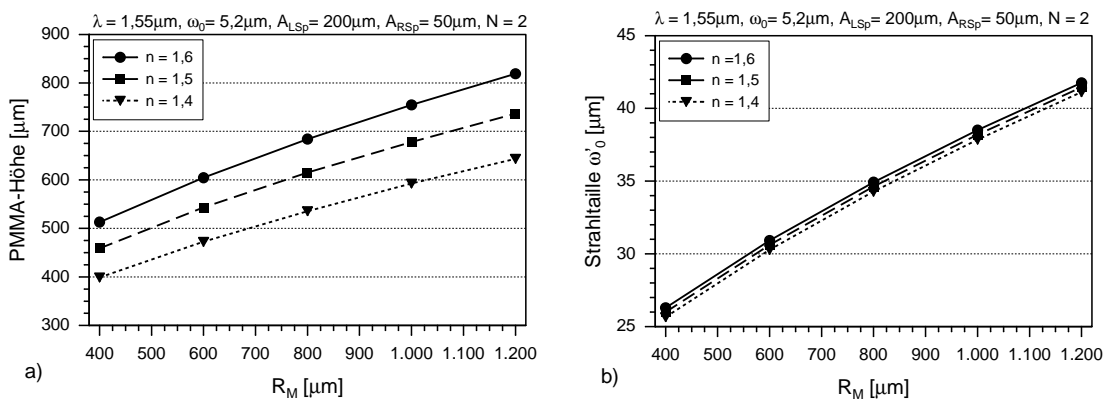 λ = 1,55μm, ω0= 5,2μm, ALSp= 200μm, ARSp= 50μm, N = 2
900
800
700
600
500
400
300
PMMA-Höhe [μm]
n = 1,6
n = 1,5
n = 1,4
400 500 600 700 800 900 1.000 1.100 1.200
RM [μm]
a)
λ = 1,55μm, ω0= 5,2μm, ALSp= 200μm, ARSp= 50μm, N = 2
45
40
35
30
25
Strahltaille ω'0 [μm]
n =1,6
n = 1,5
n = 1,4
400 500 600 700 800 900 1.000 1.100 1.200
RM [μm]
b)